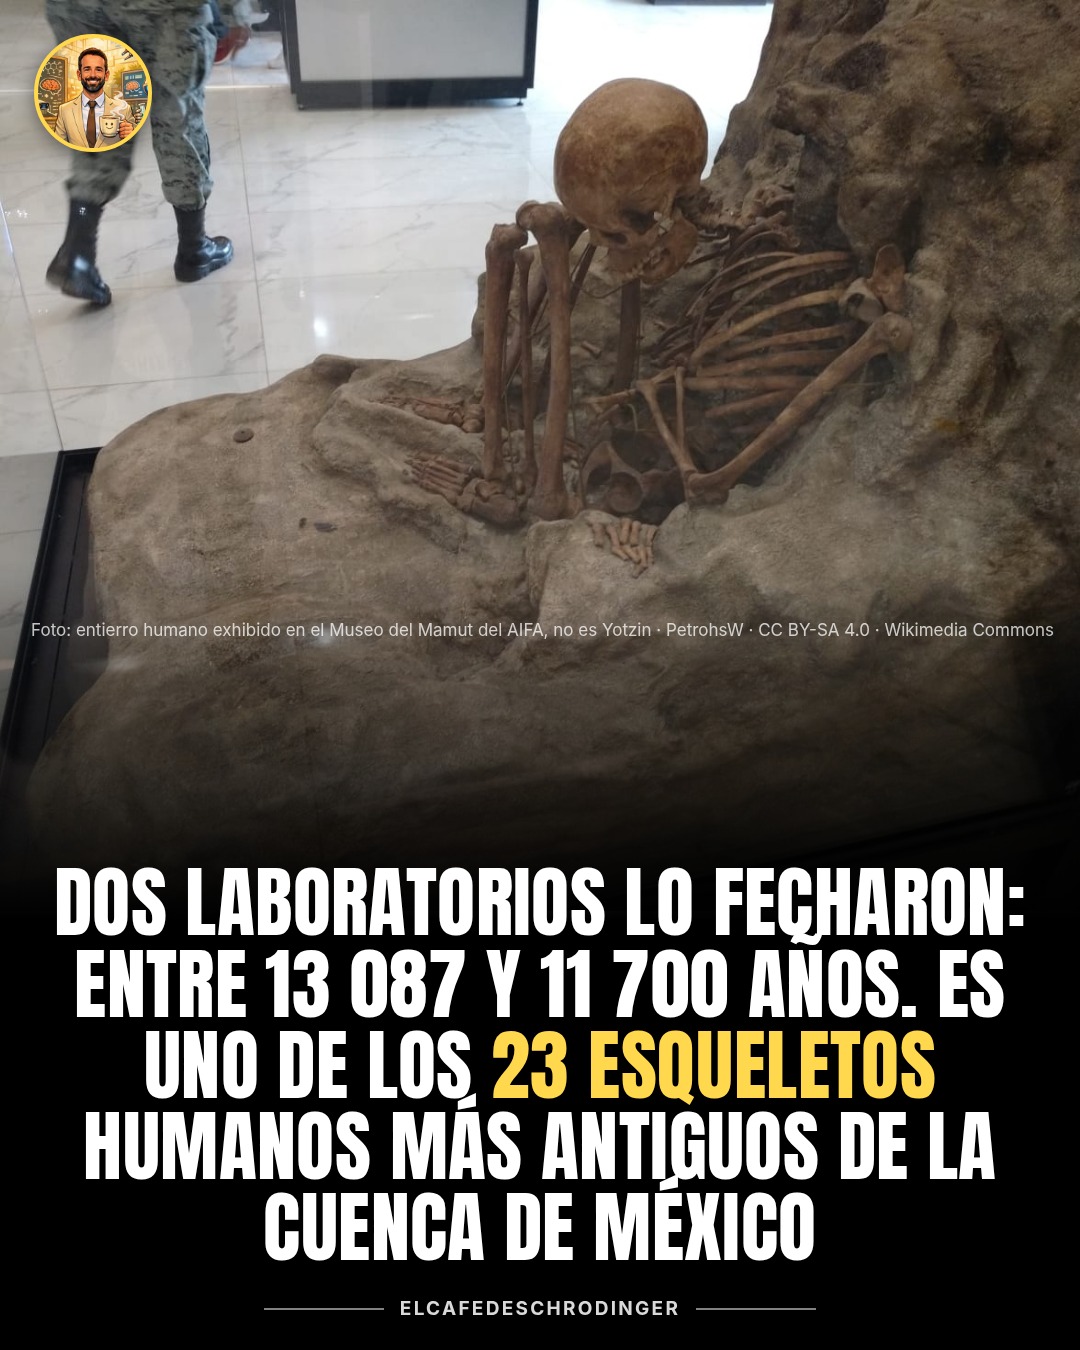 Foto: entierro humano exhibido en el Museo del Mamut del AIFA, no es Yotzin · PetrohsW · CC BY-SA 4.0 · Wikimedia Commons
DOS LABORATORIOS LO FECHARON:
ENTRE 13 087 Y 11 700 AÑOS. ES
UNO DE LOS 23 ESQUELETOS
HUMANOS MÁS ANTIGUOS DE LA
CUENCA DE MÉXICO
ELCAFEDESCHRODINGER